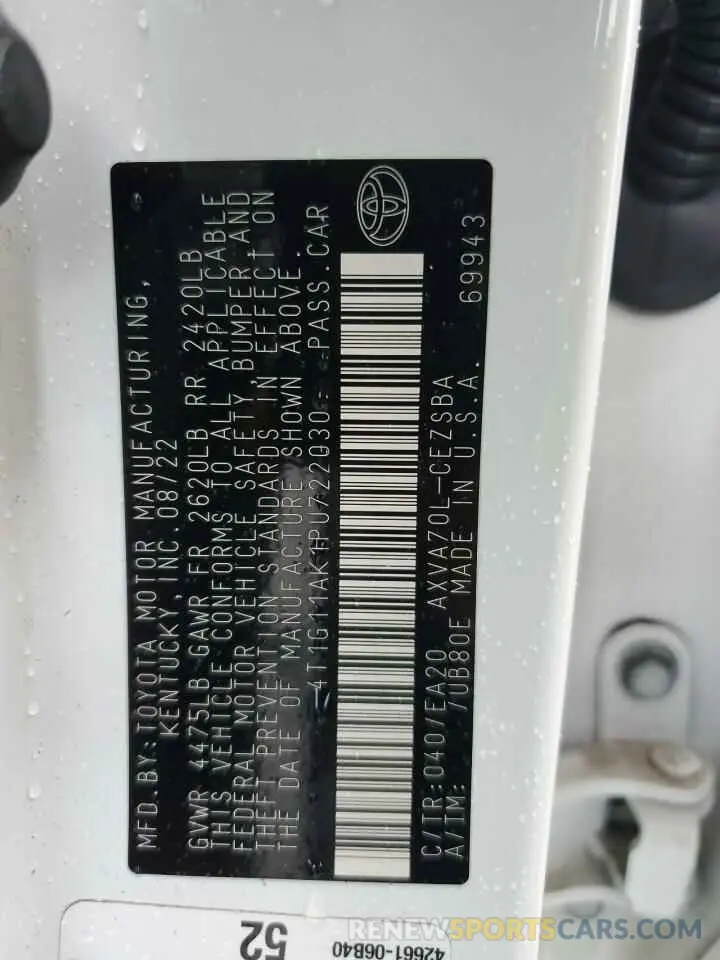 MFD. BY: TOYOTA MOTOR MANUFACTURING,
KENTUCKY, INC. 08/22
GVWR 4475LB GAWR FR 2620LB RR 2420LB
THIS VEHICLE CONFORMS TO ALL APPLICABLE
FEDERAL MOTOR VEHICLE SAFETY, BUMPER AND
THEFT PREVENTION STANDARDS IN EFFECT ON
THE DATE OF MANUFACTURE SHOWN ABOVE.
4T1G11AK1PU722030 PASS.CAR
C/TR: 040/EA20 AXVA70L-CEZSBA
A/TM: /UB80E MADE IN U.S.A. 69943
52
42661-06B40
RENEWSPORTSCARS.COM